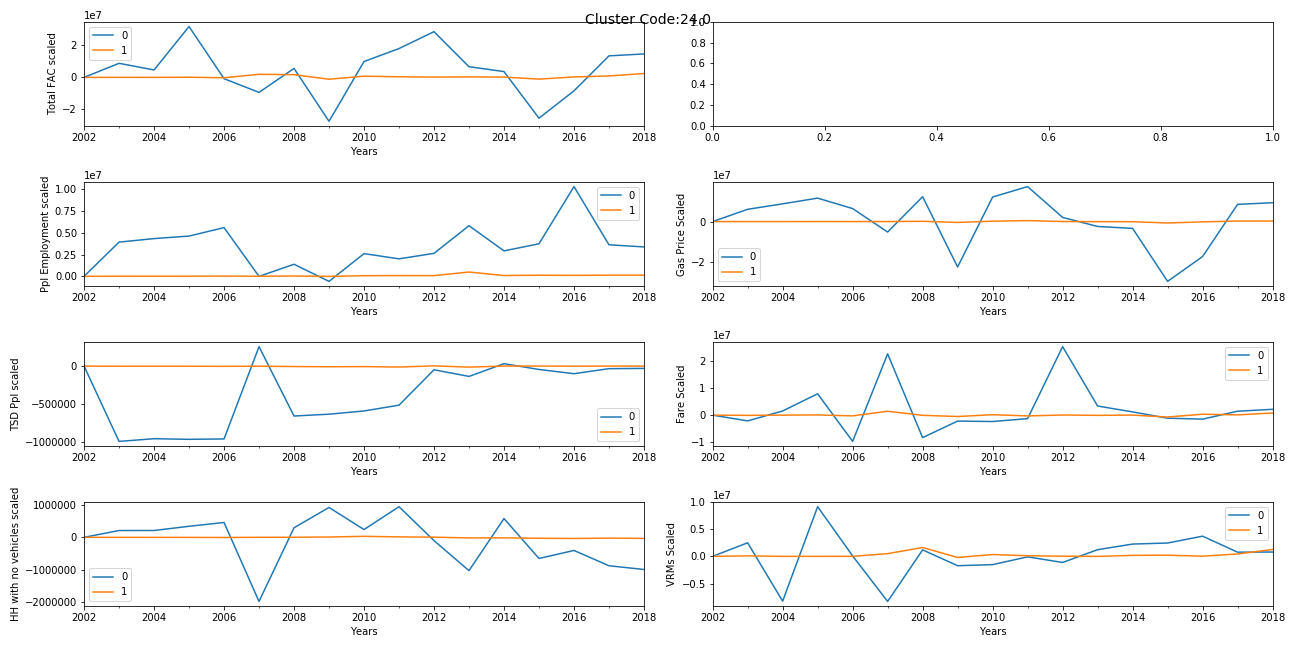 Cluster Code:24.0
1e7
Total FAC scaled
2
0
−2
0
1
2002 2004 2006 2008 2010 2012 2014 2016 2018
Years
1.0
0.8
0.6
0.4
0.2
0.0
0.0 0.2 0.4 0.6 0.8 1.0
1e7
Ppl Employment scaled
1.00
0.75
0.50
0.25
0.00
0
1
2002 2004 2006 2008 2010 2012 2014 2016 2018
Years
1e7
Gas Price Scaled
0
−2
0
1
2002 2004 2006 2008 2010 2012 2014 2016 2018
Years
TSD Ppl scaled
0
−500000
−1000000
0
1
2002 2004 2006 2008 2010 2012 2014 2016 2018
Years
1e7
Fare Scaled
2
1
0
−1
0
1
2002 2004 2006 2008 2010 2012 2014 2016 2018
Years
HH with no vehicles scaled
1000000
0
−1000000
−2000000
0
1
2002 2004 2006 2008 2010 2012 2014 2016 2018
Years
1e7
VRMs Scaled
1.0
0.5
0.0
−0.5
0
1
2002 2004 2006 2008 2010 2012 2014 2016 2018
Years